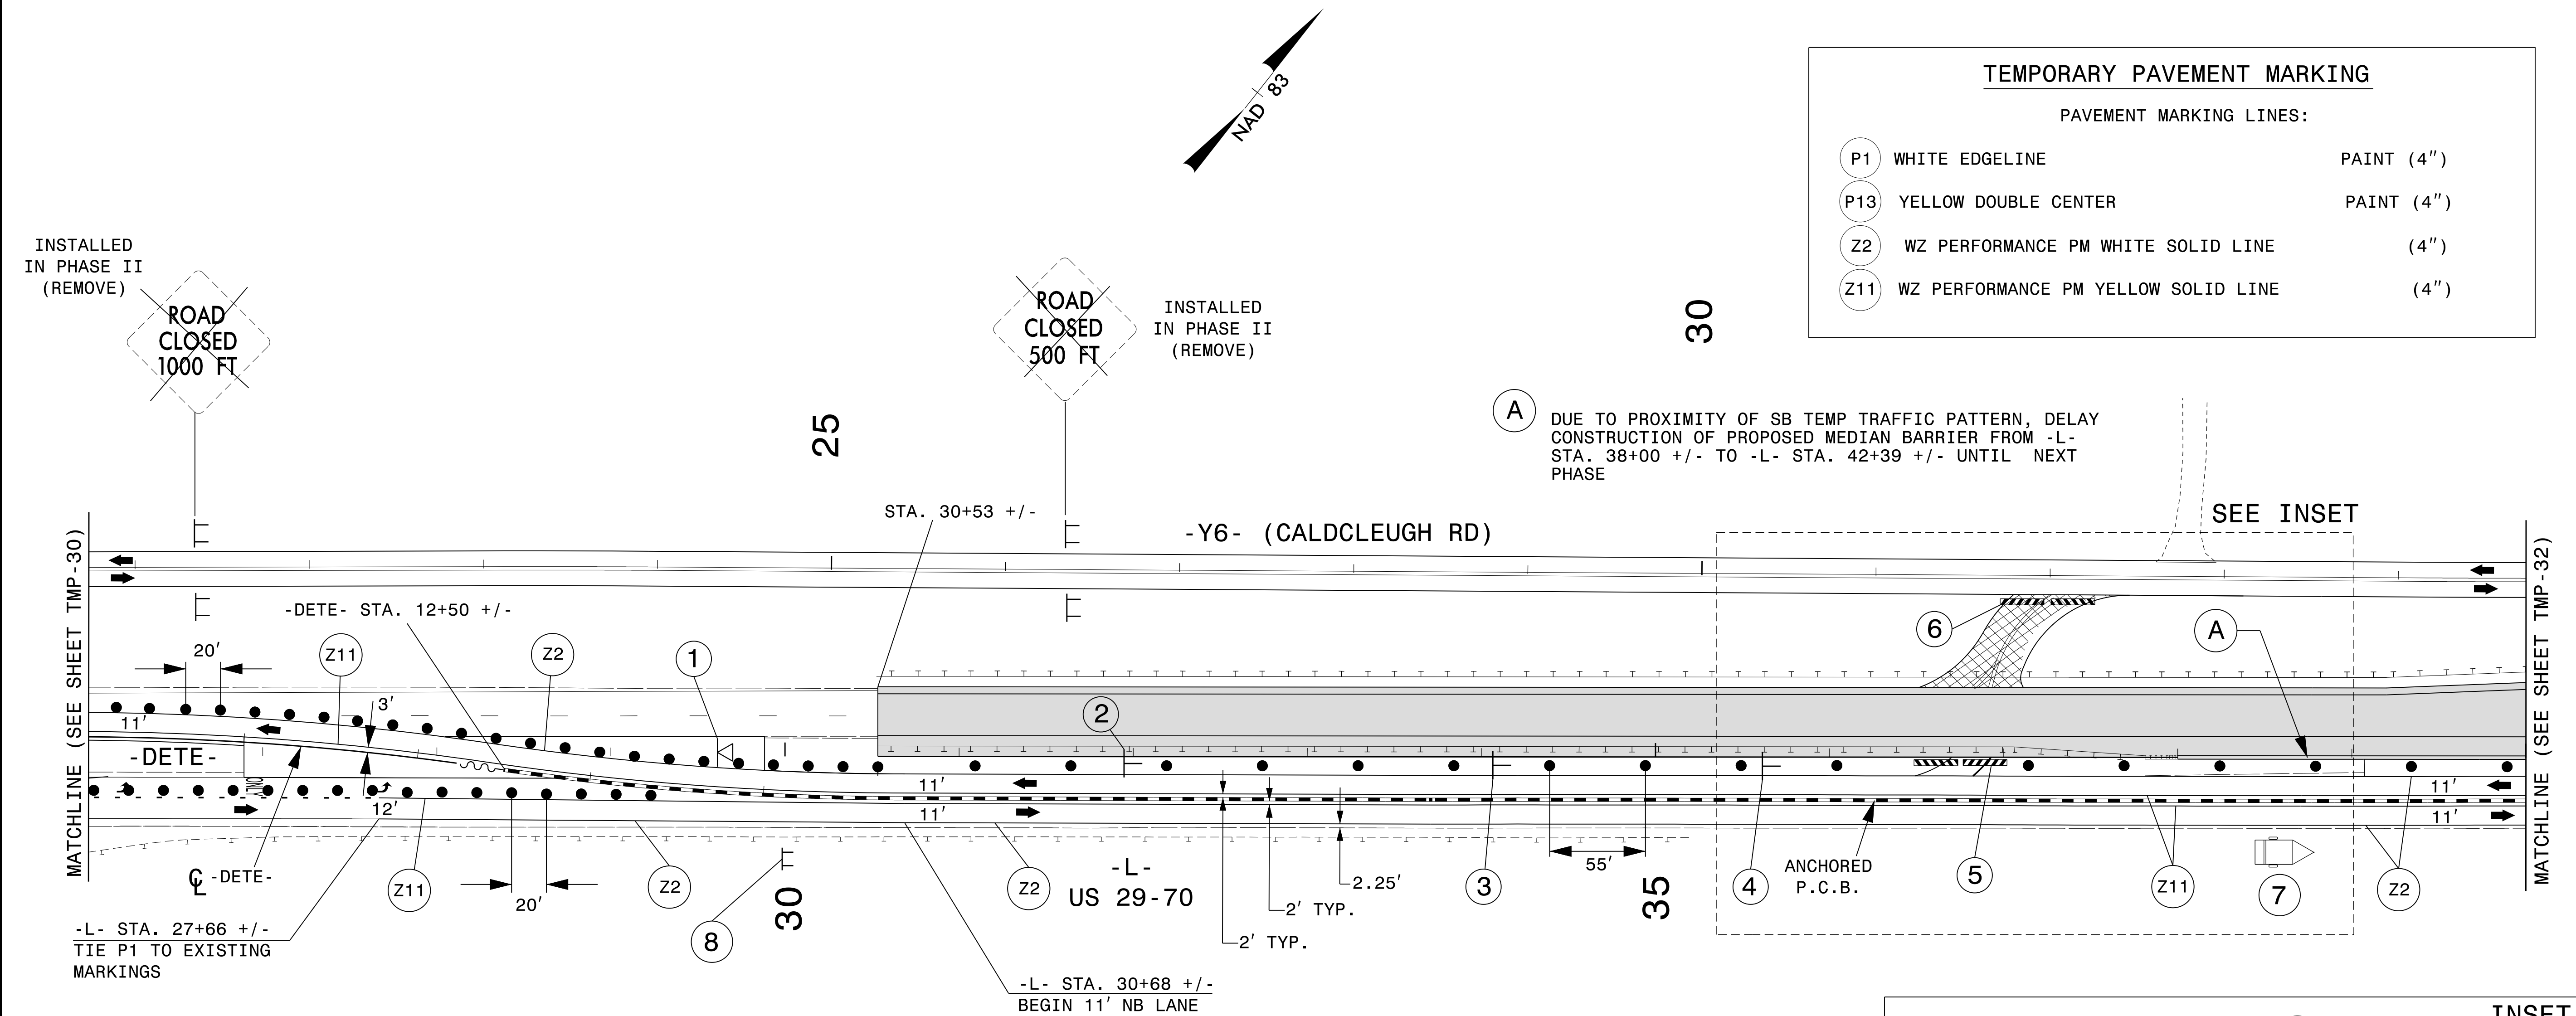 TEMPORARY PAVEMENT MARKING
PAVEMENT MARKING LINES:
P1 WHITE EDGELINE PAINT (4")
P13 YELLOW DOUBLE CENTER PAINT (4")
Z2 WZ PERFORMANCE PM WHITE SOLID LINE (4")
Z11 WZ PERFORMANCE PM YELLOW SOLID LINE (4")
NAD 83
INSTALLED
IN PHASE II
(REMOVE)
ROAD
CLOSED
1000 FT
ROAD
CLOSED
500 FT
INSTALLED
IN PHASE II
(REMOVE)
25
30
A
DUE TO PROXIMITY OF SB TEMP TRAFFIC PATTERN, DELAY
CONSTRUCTION OF PROPOSED MEDIAN BARRIER FROM -L-
STA. 38+00 +/- TO -L- STA. 42+39 +/- UNTIL NEXT
PHASE
STA. 30+53 +/-
-Y6- (CALDCLEUGH RD)
SEE INSET
MATCHLINE (SEE SHEET TMP-30)
MATCHLINE (SEE SHEET TMP-32)
-DETE- STA. 12+50 +/-
20'
Z11
Z2
1
6
A
3'
2
11'
-DETE-
11'
11'
12'
11'
11'
℄ -DETE-
Z11
20'
Z2
8
30
Z2
-L-
US 29-70
2.25'
2' TYP.
2' TYP.
3
55'
35
4
ANCHORED
P.C.B.
5
Z11
7
Z2
-L- STA. 27+66 +/-
TIE P1 TO EXISTING
MARKINGS
-L- STA. 30+68 +/-
BEGIN 11' NB LANE
INSET